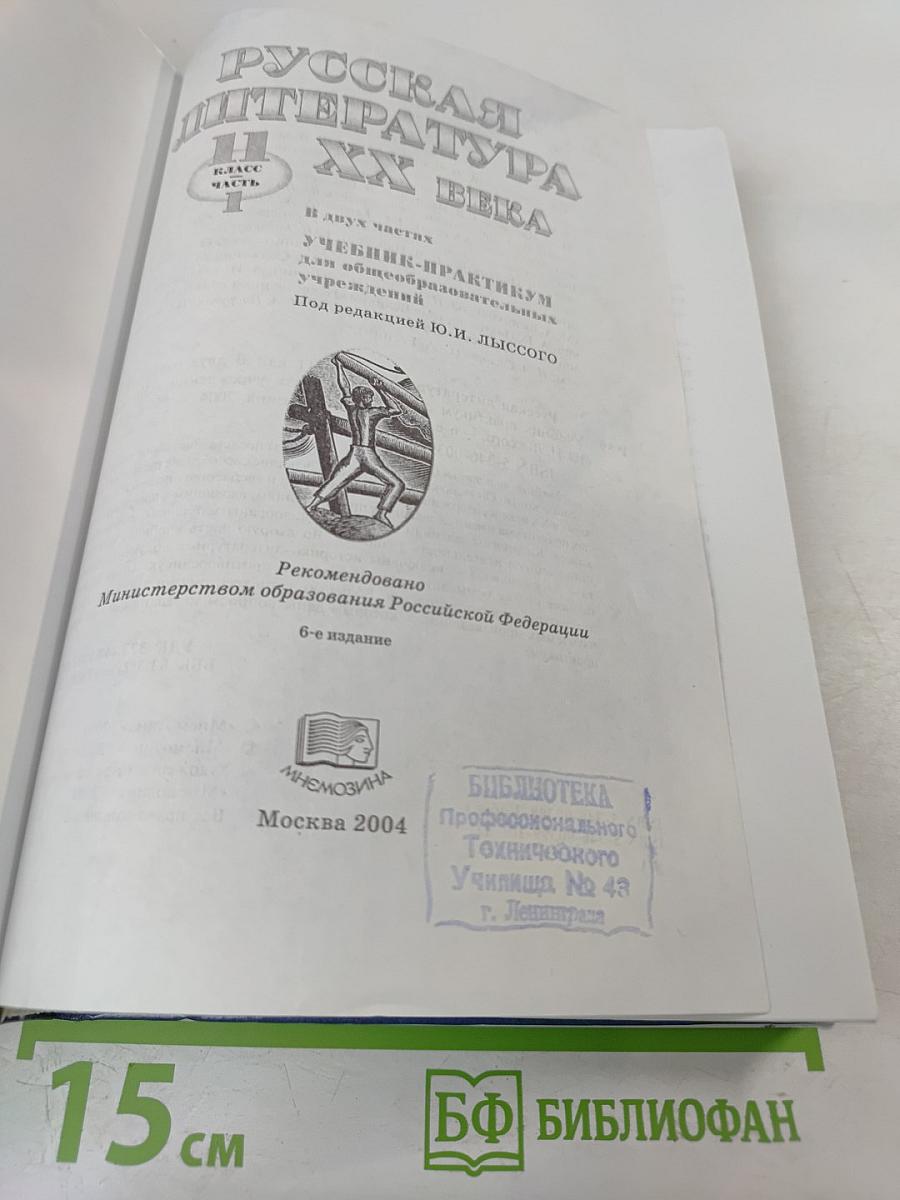 РУССКАЯ
ЛИТЕРАТУРА
XX ВЕКА
11
КЛАСС
ЧАСТЬ
1
В двух частях
УЧЕБНИК-ПРАКТИКУМ
для общеобразовательных
учреждений
Под редакцией Ю.И. ЛЫССОГО
Рекомендовано
Министерством образования Российской Федерации
6-е издание
МНЕМОЗИНА
Москва 2004
БИБЛИОТЕКА
Профессионального
Технического
Училища № 43
г. Ленинграда
15 см
БФ БИБЛИОФАН